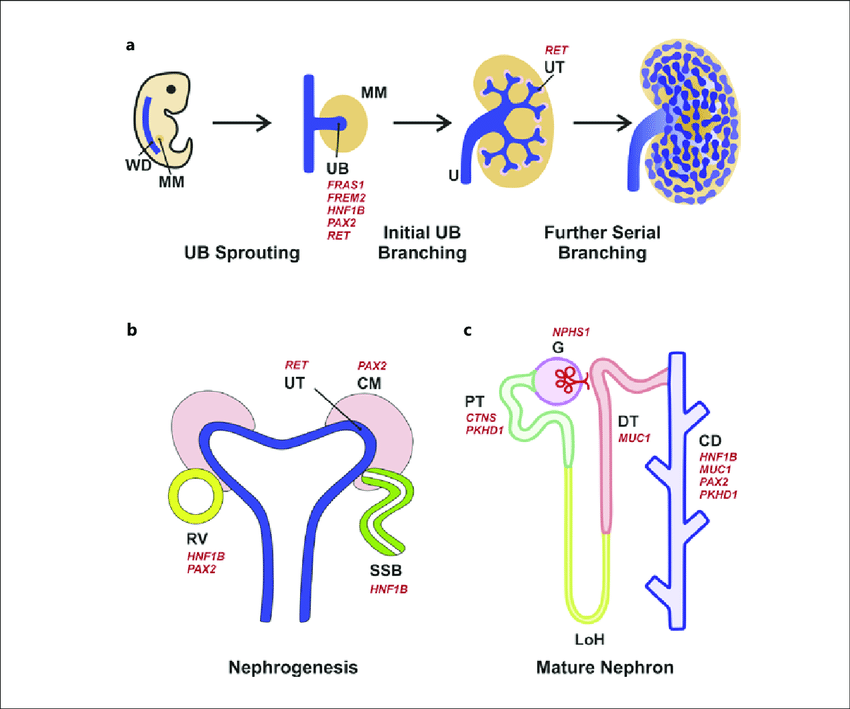 a
WD
MM
MM
UB
FRAS1
FREM2
HNF1B
PAX2
RET
RET
UT
U
UB Sprouting
Initial UB
Branching
Further Serial
Branching
b
RET
UT
PAX2
CM
RV
HNF1B
PAX2
SSB
HNF1B
Nephrogenesis
c
NPHS1
G
PT
CTNS
PKHD1
DT
MUC1
CD
HNF1B
MUC1
PAX2
PKHD1
LoH
Mature Nephron